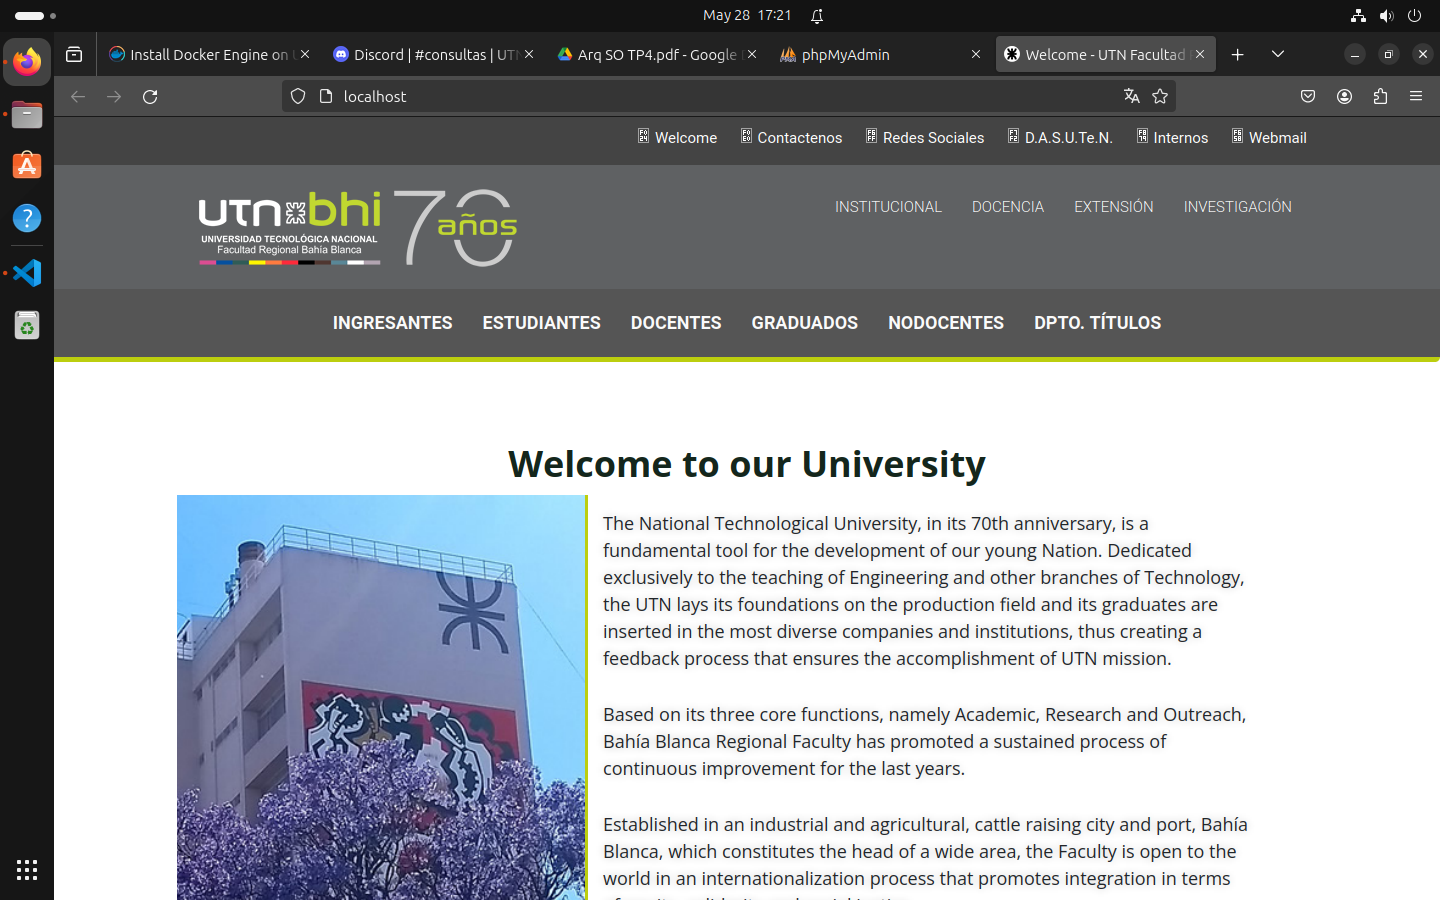 May 28 17:21
Install Docker Engine on
Discord | #consultas | UTN
Arq SO TP4.pdf - Google
phpMyAdmin
Welcome - UTN Facultad
localhost
Welcome Contactenos Redes Sociales D.A.S.U.Te.N. Internos Webmail
utn bhi 70 años
UNIVERSIDAD TECNOLÓGICA NACIONAL
Facultad Regional Bahía Blanca
INSTITUCIONAL DOCENCIA EXTENSIÓN INVESTIGACIÓN
INGRESANTES ESTUDIANTES DOCENTES GRADUADOS NODOCENTES DPTO. TÍTULOS
Welcome to our University
The National Technological University, in its 70th anniversary, is a
fundamental tool for the development of our young Nation. Dedicated
exclusively to the teaching of Engineering and other branches of Technology,
the UTN lays its foundations on the production field and its graduates are
inserted in the most diverse companies and institutions, thus creating a
feedback process that ensures the accomplishment of UTN mission.
Based on its three core functions, namely Academic, Research and Outreach,
Bahía Blanca Regional Faculty has promoted a sustained process of
continuous improvement for the last years.
Established in an industrial and agricultural, cattle raising city and port, Bahía
Blanca, which constitutes the head of a wide area, the Faculty is open to the
world in an internationalization process that promotes integration in terms